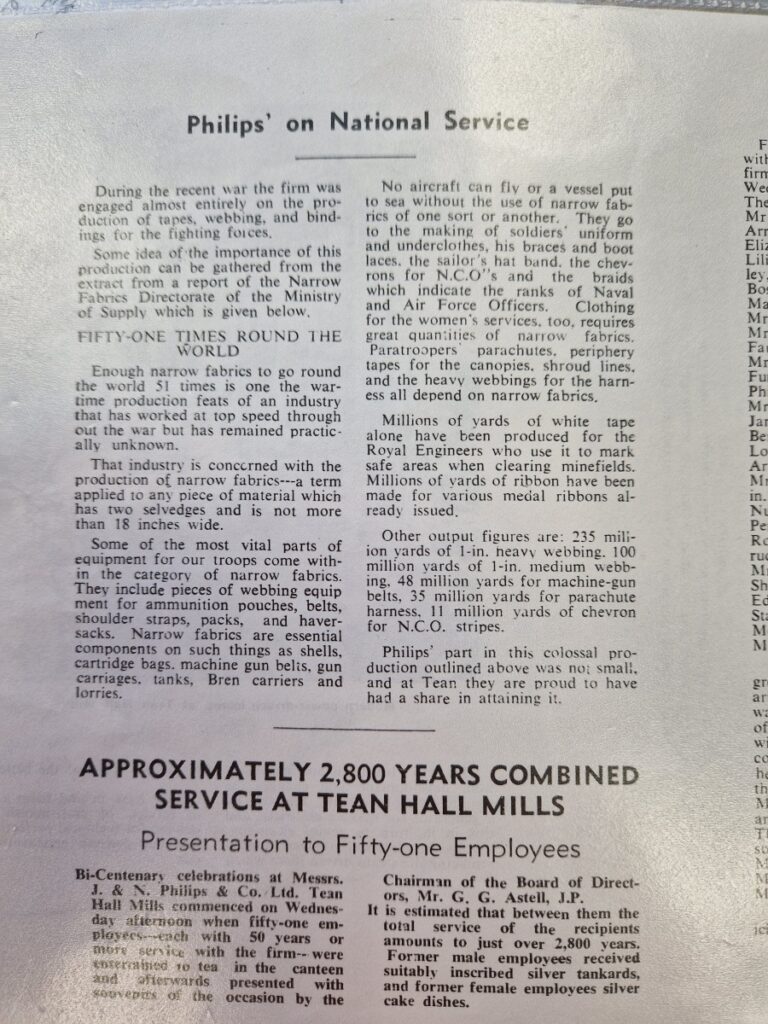 Philips' on National Service
During the recent war the firm was
engaged almost entirely on the pro-
duction of tapes, webbing, and bind-
ings for the fighting forces.
Some idea of the importance of this
production can be gathered from the
extract from a report of the Narrow
Fabrics Directorate of the Ministry
of Supply which is given below.
FIFTY-ONE TIMES ROUND THE
WORLD
Enough narrow fabrics to go round
the world 51 times is one the war-
time production feats of an industry
that has worked at top speed through
out the war but has remained practic-
ally unknown.
That industry is concerned with the
production of narrow fabrics---a term
applied to any piece of material which
has two selvedges and is not more
than 18 inches wide.
Some of the most vital parts of
equipment for our troops come with-
in the category of narrow fabrics.
They include pieces of webbing equip
ment for ammunition pouches, belts,
shoulder straps, packs, and haver-
sacks. Narrow fabrics are essential
components on such things as shells,
cartridge bags. machine gun belts, gun
carriages. tanks, Bren carriers and
lorries.
No aircraft can fly or a vessel put
to sea without the use of narrow fab-
rics of one sort or another. They go
to the making of soldiers' uniform
and underclothes, his braces and boot
laces. the sailor's hat band, the chev-
rons for N.C.O"s and the braids
which indicate the ranks of Naval
and Air Force Officers. Clothing
for the women's services, too, requires
great quantities of narrow fabrics.
Paratroopers' parachutes, periphery
tapes for the canopies, shroud lines,
and the heavy webbings for the harn-
ess all depend on narrow fabrics.
Millions of yards of white tape
alone have been produced for the
Royal Engineers who use it to mark
safe areas when clearing minefields.
Millions of yards of ribbon have been
made for various medal ribbons al-
ready issued.
Other output figures are: 235 mill-
ion yards of 1-in. heavy webbing, 100
million yards of 1-in. medium webb-
ing, 48 million yards for machine-gun
belts, 35 million yards for parachute
harness, 11 million yards of chevron
for N.C.O. stripes.
Philips' part in this colossal pro-
duction outlined above was not small,
and at Tean they are proud to have
had a share in attaining it.
APPROXIMATELY 2,800 YEARS COMBINED
SERVICE AT TEAN HALL MILLS
Presentation to Fifty-one Employees
Bi-Centenary celebrations at Messrs.
J. & N. Philips & Co. Ltd. Tean
Hall Mills commenced on Wednes-
day afternoon when fifty-one em-
ployees---each with 50 years or
more service with the firm--were
entertained to tea in the canteen
and afterwards presented with
souvenirs of the occasion by the
Chairman of the Board of Direct-
ors, Mr. G. G. Astell, J.P.
It is estimated that between them the
total service of the recipients
amounts to just over 2,800 years.
Former male employees received
suitably inscribed silver tankards,
and former female employees silver
cake dishes.